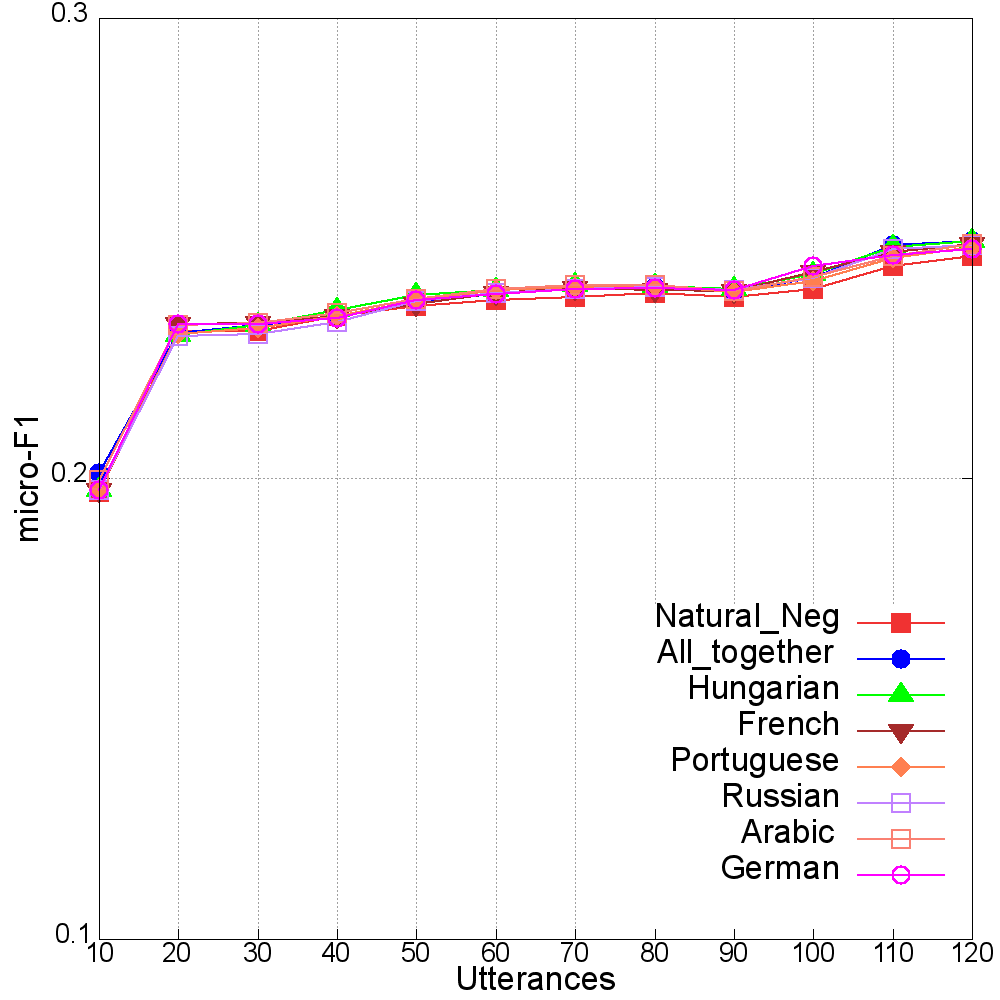 0.3
0.2
0.1
micro-F1
Natural_Neg
All_together
Hungarian
French
Portuguese
Russian
Arabic
German
10 20 30 40 50 60 70 80 90 100 110 120
Utterances